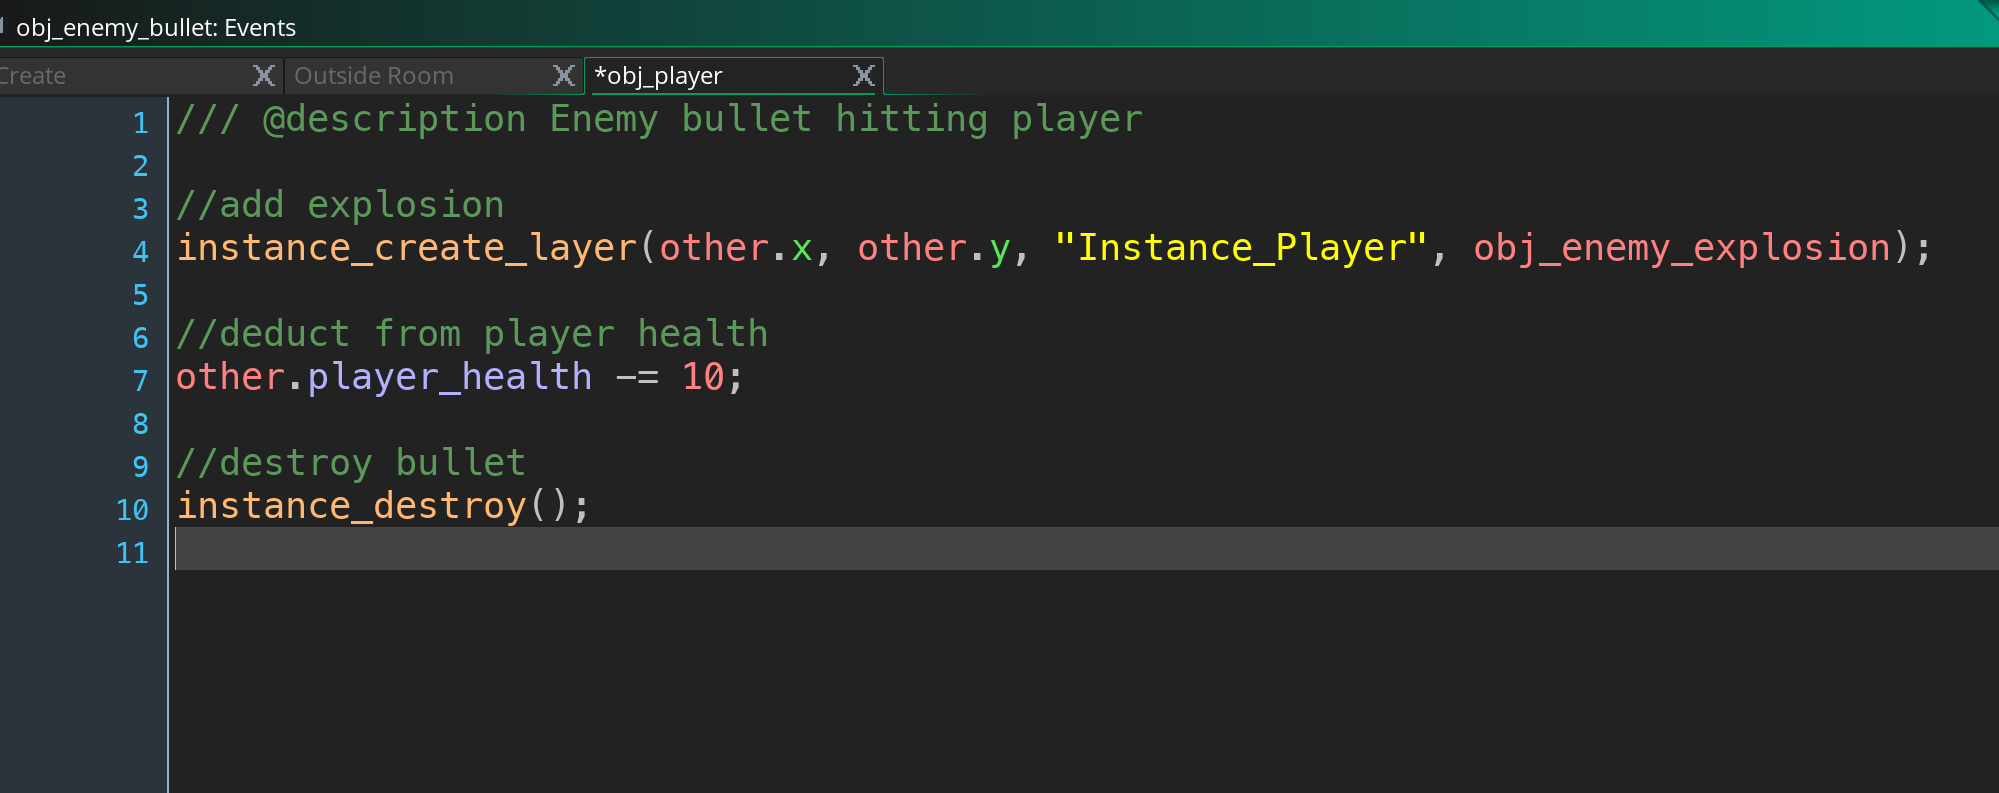 obj_enemy_bullet: Events
Create
Outside Room
*obj_player
1 /// @description Enemy bullet hitting player
2
3 //add explosion
4 instance_create_layer(other.x, other.y, "Instance_Player", obj_enemy_explosion);
5
6 //deduct from player health
7 other.player_health -= 10;
8
9 //destroy bullet
10 instance_destroy();
11